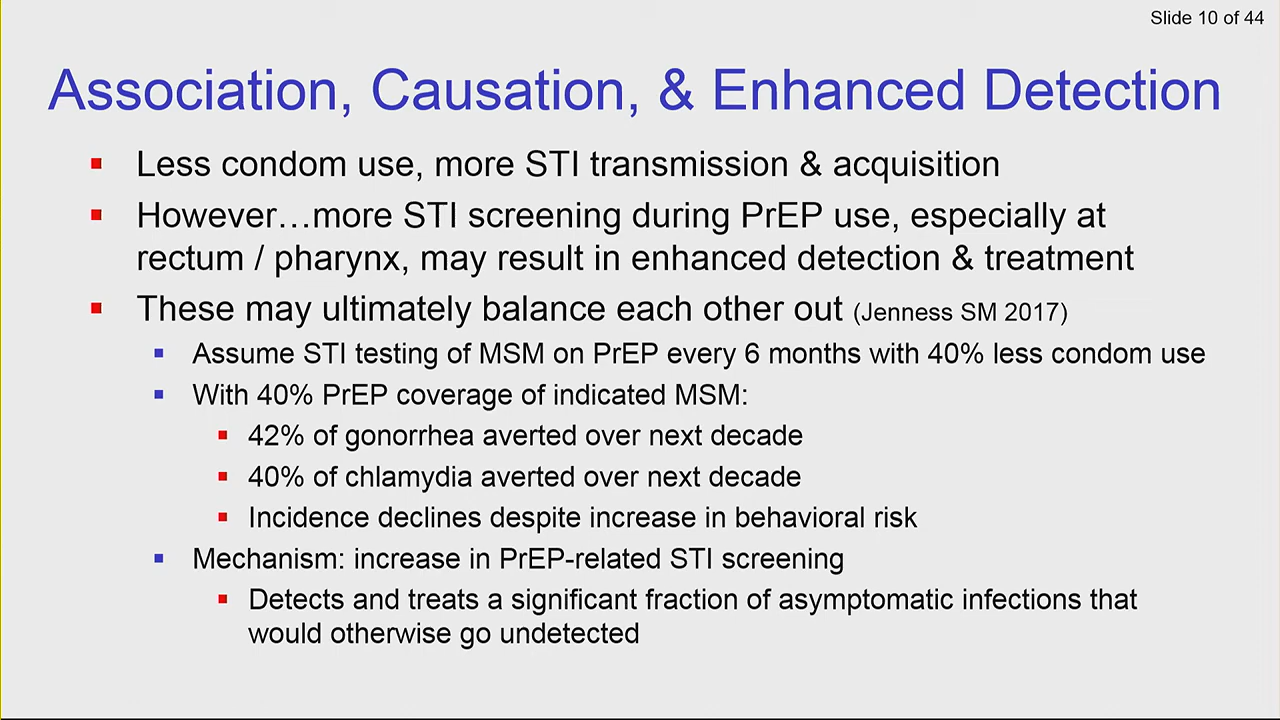 Slide 10 of 44
Association, Causation, & Enhanced Detection
Less condom use, more STI transmission & acquisition
However…more STI screening during PrEP use, especially at
rectum / pharynx, may result in enhanced detection & treatment
These may ultimately balance each other out (Jenness SM 2017)
Assume STI testing of MSM on PrEP every 6 months with 40% less condom use
With 40% PrEP coverage of indicated MSM:
42% of gonorrhea averted over next decade
40% of chlamydia averted over next decade
Incidence declines despite increase in behavioral risk
Mechanism: increase in PrEP-related STI screening
Detects and treats a significant fraction of asymptomatic infections that
would otherwise go undetected